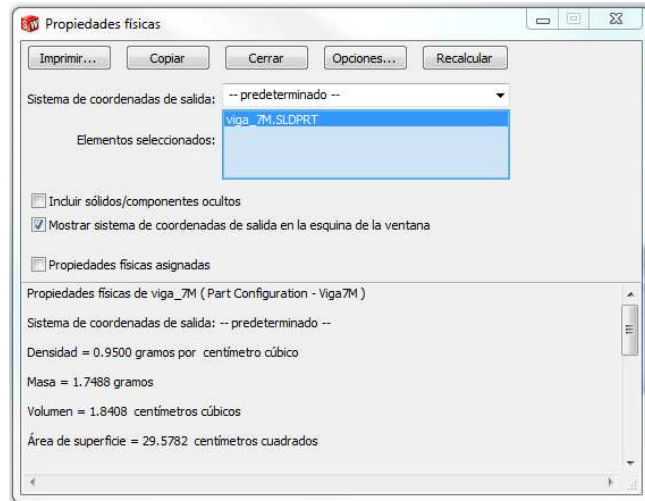 Propiedades físicas
Imprimir... Copiar Cerrar Opciones... Recalcular
Sistema de coordenadas de salida: -- predeterminado --
viga_7M.SLDPRT
Elementos seleccionados:
Incluir sólidos/componentes ocultos
Mostrar sistema de coordenadas de salida en la esquina de la ventana
Propiedades físicas asignadas
Propiedades físicas de viga_7M ( Part Configuration - Viga7M )
Sistema de coordenadas de salida: -- predeterminado --
Densidad = 0.9500 gramos por centímetro cúbico
Masa = 1.7488 gramos
Volumen = 1.8408 centímetros cúbicos
Área de superficie = 29.5782 centímetros cuadrados